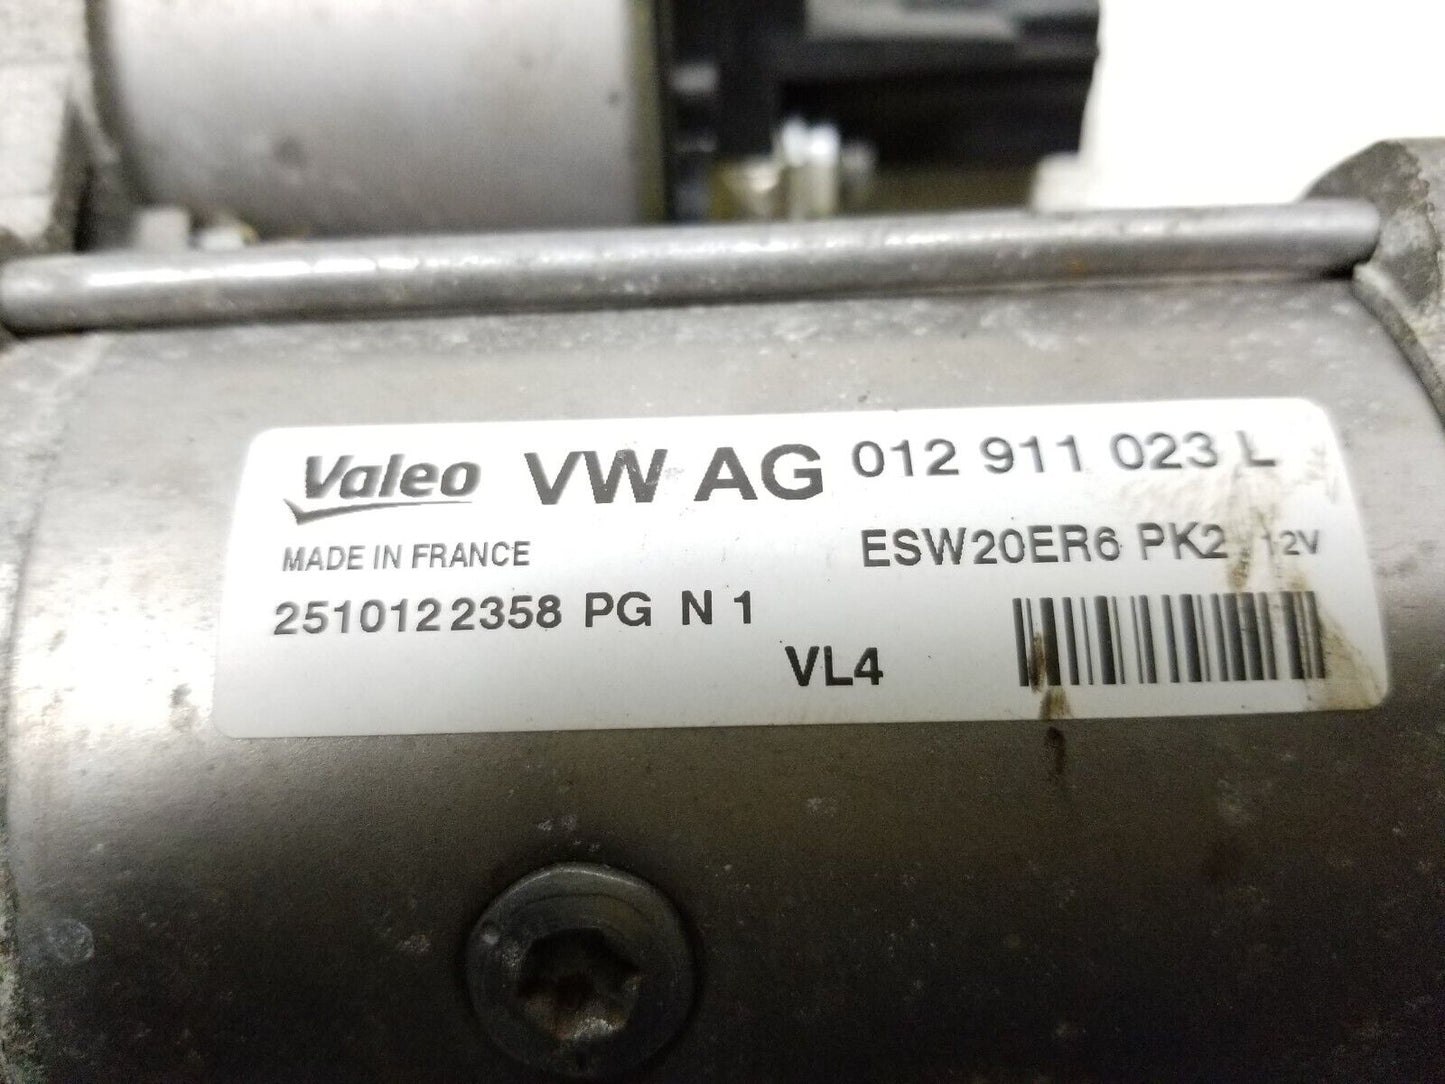 Valeo VW AG 012 911 023 L
MADE IN FRANCE ESW20ER6 PK2 12V
2510122358 PG N 1
VL4